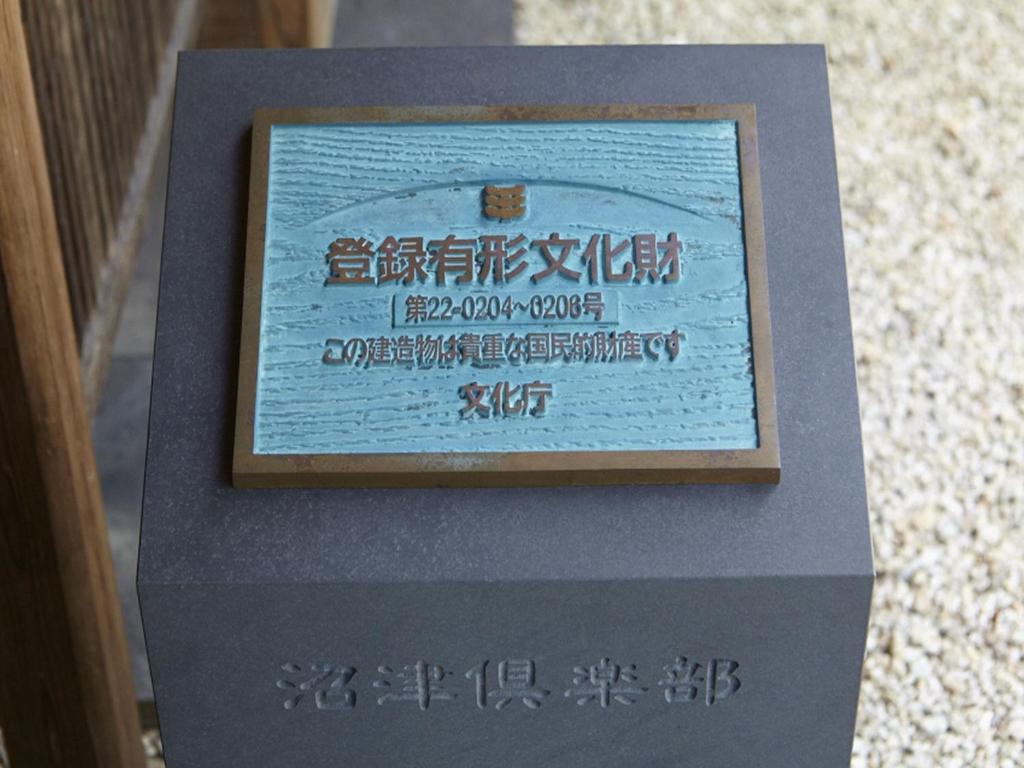 登録有形文化財
第22-0204~0206号
この建造物は貴重な国民的財産です
文化庁
沼津倶楽部